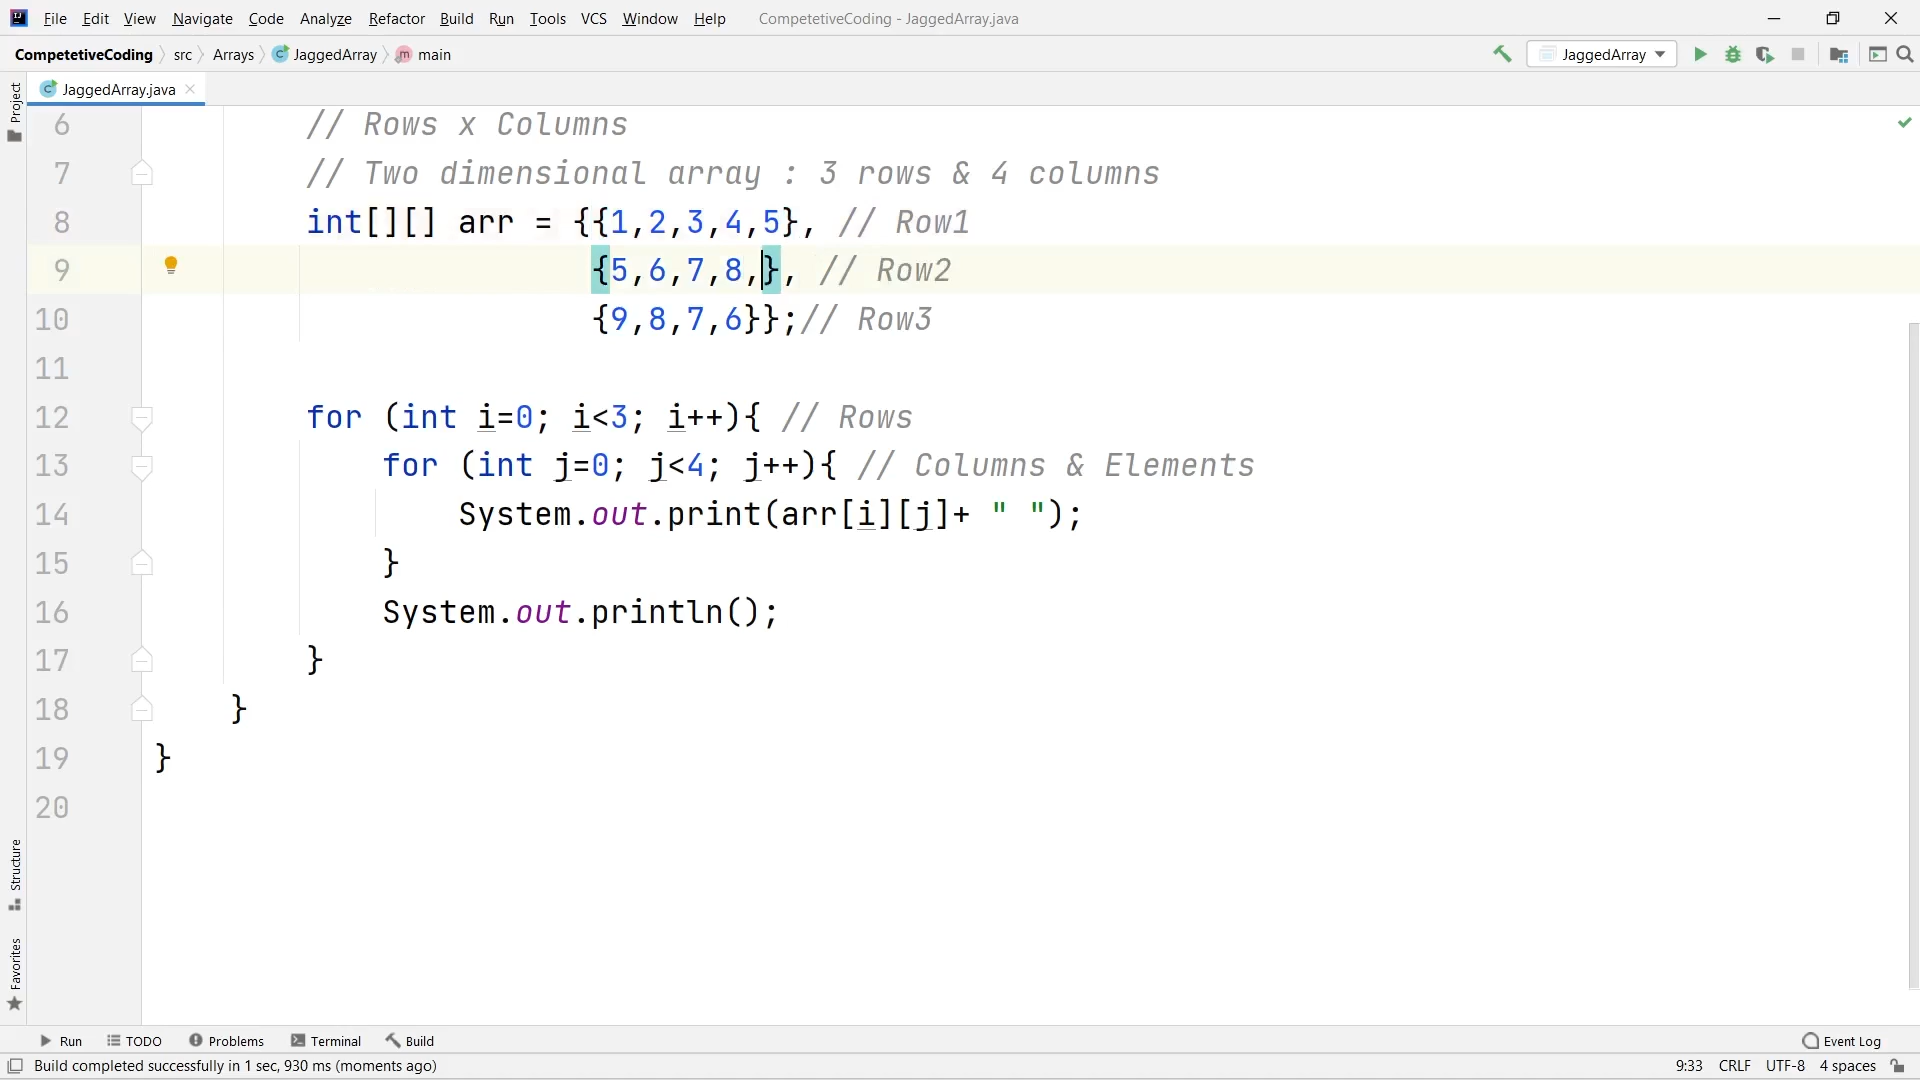 File Edit View Navigate Code Analyze Refactor Build Run Tools VCS Window Help CompetetiveCoding - JaggedArray.java
CompetetiveCoding src Arrays JaggedArray main JaggedArray
JaggedArray.java
Project
6 // Rows x Columns
7 // Two dimensional array : 3 rows & 4 columns
8 int[][] arr = {{1,2,3,4,5}, // Row1
9 {5,6,7,8,}, // Row2
10 {9,8,7,6}};// Row3
11
12 for (int i=0; i<3; i++){ // Rows
13 for (int j=0; j<4; j++){ // Columns & Elements
14 System.out.print(arr[i][j]+ " ");
15 }
16 System.out.println();
17 }
18 }
19 }
20
Structure
Favorites
Run TODO Problems Terminal Build Event Log
Build completed successfully in 1 sec, 930 ms (moments ago) 9:33 CRLF UTF-8 4 spaces